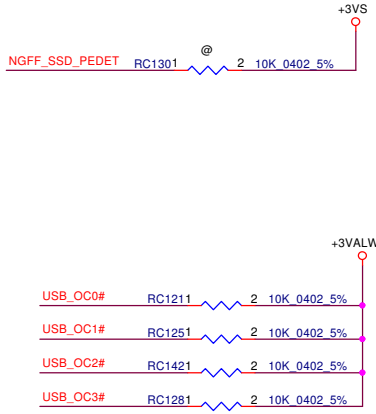 +3VS
@
NGFF_SSD_PEDET RC130 1 2 10K_0402_5%
+3VALW
USB_OC0# RC121 1 2 10K_0402_5%
USB_OC1# RC125 1 2 10K_0402_5%
USB_OC2# RC142 1 2 10K_0402_5%
USB_OC3# RC128 1 2 10K_0402_5%